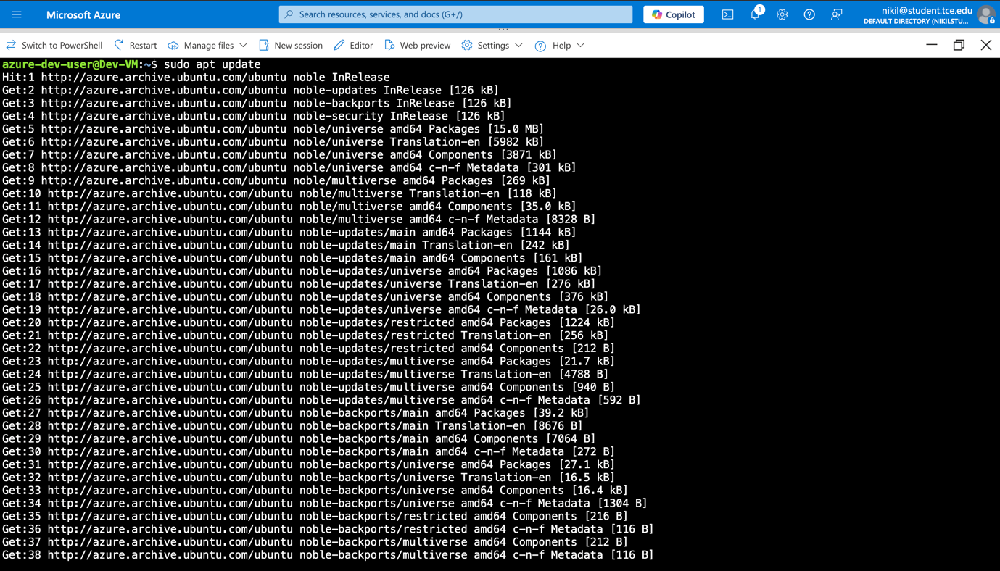 Microsoft Azure
Search resources, services, and docs (G+/)
Copilot
1
nikil@student.tce.edu
DEFAULT DIRECTORY (NIKILSTU...
Switch to PowerShell
Restart
Manage files
New session
Editor
Web preview
Settings
Help
azure-dev-user@Dev-VM:~$ sudo apt update
Hit:1 http://azure.archive.ubuntu.com/ubuntu noble InRelease
Get:2 http://azure.archive.ubuntu.com/ubuntu noble-updates InRelease [126 kB]
Get:3 http://azure.archive.ubuntu.com/ubuntu noble-backports InRelease [126 kB]
Get:4 http://azure.archive.ubuntu.com/ubuntu noble-security InRelease [126 kB]
Get:5 http://azure.archive.ubuntu.com/ubuntu noble/universe amd64 Packages [15.0 MB]
Get:6 http://azure.archive.ubuntu.com/ubuntu noble/universe Translation-en [5982 kB]
Get:7 http://azure.archive.ubuntu.com/ubuntu noble/universe amd64 Components [3871 kB]
Get:8 http://azure.archive.ubuntu.com/ubuntu noble/universe amd64 c-n-f Metadata [301 kB]
Get:9 http://azure.archive.ubuntu.com/ubuntu noble/multiverse amd64 Packages [269 kB]
Get:10 http://azure.archive.ubuntu.com/ubuntu noble/multiverse Translation-en [118 kB]
Get:11 http://azure.archive.ubuntu.com/ubuntu noble/multiverse amd64 Components [35.0 kB]
Get:12 http://azure.archive.ubuntu.com/ubuntu noble/multiverse amd64 c-n-f Metadata [8328 B]
Get:13 http://azure.archive.ubuntu.com/ubuntu noble-updates/main amd64 Packages [1144 kB]
Get:14 http://azure.archive.ubuntu.com/ubuntu noble-updates/main Translation-en [242 kB]
Get:15 http://azure.archive.ubuntu.com/ubuntu noble-updates/main amd64 Components [161 kB]
Get:16 http://azure.archive.ubuntu.com/ubuntu noble-updates/universe amd64 Packages [1086 kB]
Get:17 http://azure.archive.ubuntu.com/ubuntu noble-updates/universe Translation-en [276 kB]
Get:18 http://azure.archive.ubuntu.com/ubuntu noble-updates/universe amd64 Components [376 kB]
Get:19 http://azure.archive.ubuntu.com/ubuntu noble-updates/universe amd64 c-n-f Metadata [26.0 kB]
Get:20 http://azure.archive.ubuntu.com/ubuntu noble-updates/restricted amd64 Packages [1224 kB]
Get:21 http://azure.archive.ubuntu.com/ubuntu noble-updates/restricted Translation-en [256 kB]
Get:22 http://azure.archive.ubuntu.com/ubuntu noble-updates/restricted amd64 Components [212 B]
Get:23 http://azure.archive.ubuntu.com/ubuntu noble-updates/multiverse amd64 Packages [21.7 kB]
Get:24 http://azure.archive.ubuntu.com/ubuntu noble-updates/multiverse Translation-en [4788 B]
Get:25 http://azure.archive.ubuntu.com/ubuntu noble-updates/multiverse amd64 Components [940 B]
Get:26 http://azure.archive.ubuntu.com/ubuntu noble-updates/multiverse amd64 c-n-f Metadata [592 B]
Get:27 http://azure.archive.ubuntu.com/ubuntu noble-backports/main amd64 Packages [39.2 kB]
Get:28 http://azure.archive.ubuntu.com/ubuntu noble-backports/main Translation-en [8676 B]
Get:29 http://azure.archive.ubuntu.com/ubuntu noble-backports/main amd64 Components [7064 B]
Get:30 http://azure.archive.ubuntu.com/ubuntu noble-backports/main amd64 c-n-f Metadata [272 B]
Get:31 http://azure.archive.ubuntu.com/ubuntu noble-backports/universe amd64 Packages [27.1 kB]
Get:32 http://azure.archive.ubuntu.com/ubuntu noble-backports/universe Translation-en [16.5 kB]
Get:33 http://azure.archive.ubuntu.com/ubuntu noble-backports/universe amd64 Components [16.4 kB]
Get:34 http://azure.archive.ubuntu.com/ubuntu noble-backports/universe amd64 c-n-f Metadata [1304 B]
Get:35 http://azure.archive.ubuntu.com/ubuntu noble-backports/restricted amd64 Components [216 B]
Get:36 http://azure.archive.ubuntu.com/ubuntu noble-backports/restricted amd64 c-n-f Metadata [116 B]
Get:37 http://azure.archive.ubuntu.com/ubuntu noble-backports/multiverse amd64 Components [212 B]
Get:38 http://azure.archive.ubuntu.com/ubuntu noble-backports/multiverse amd64 c-n-f Metadata [116 B]